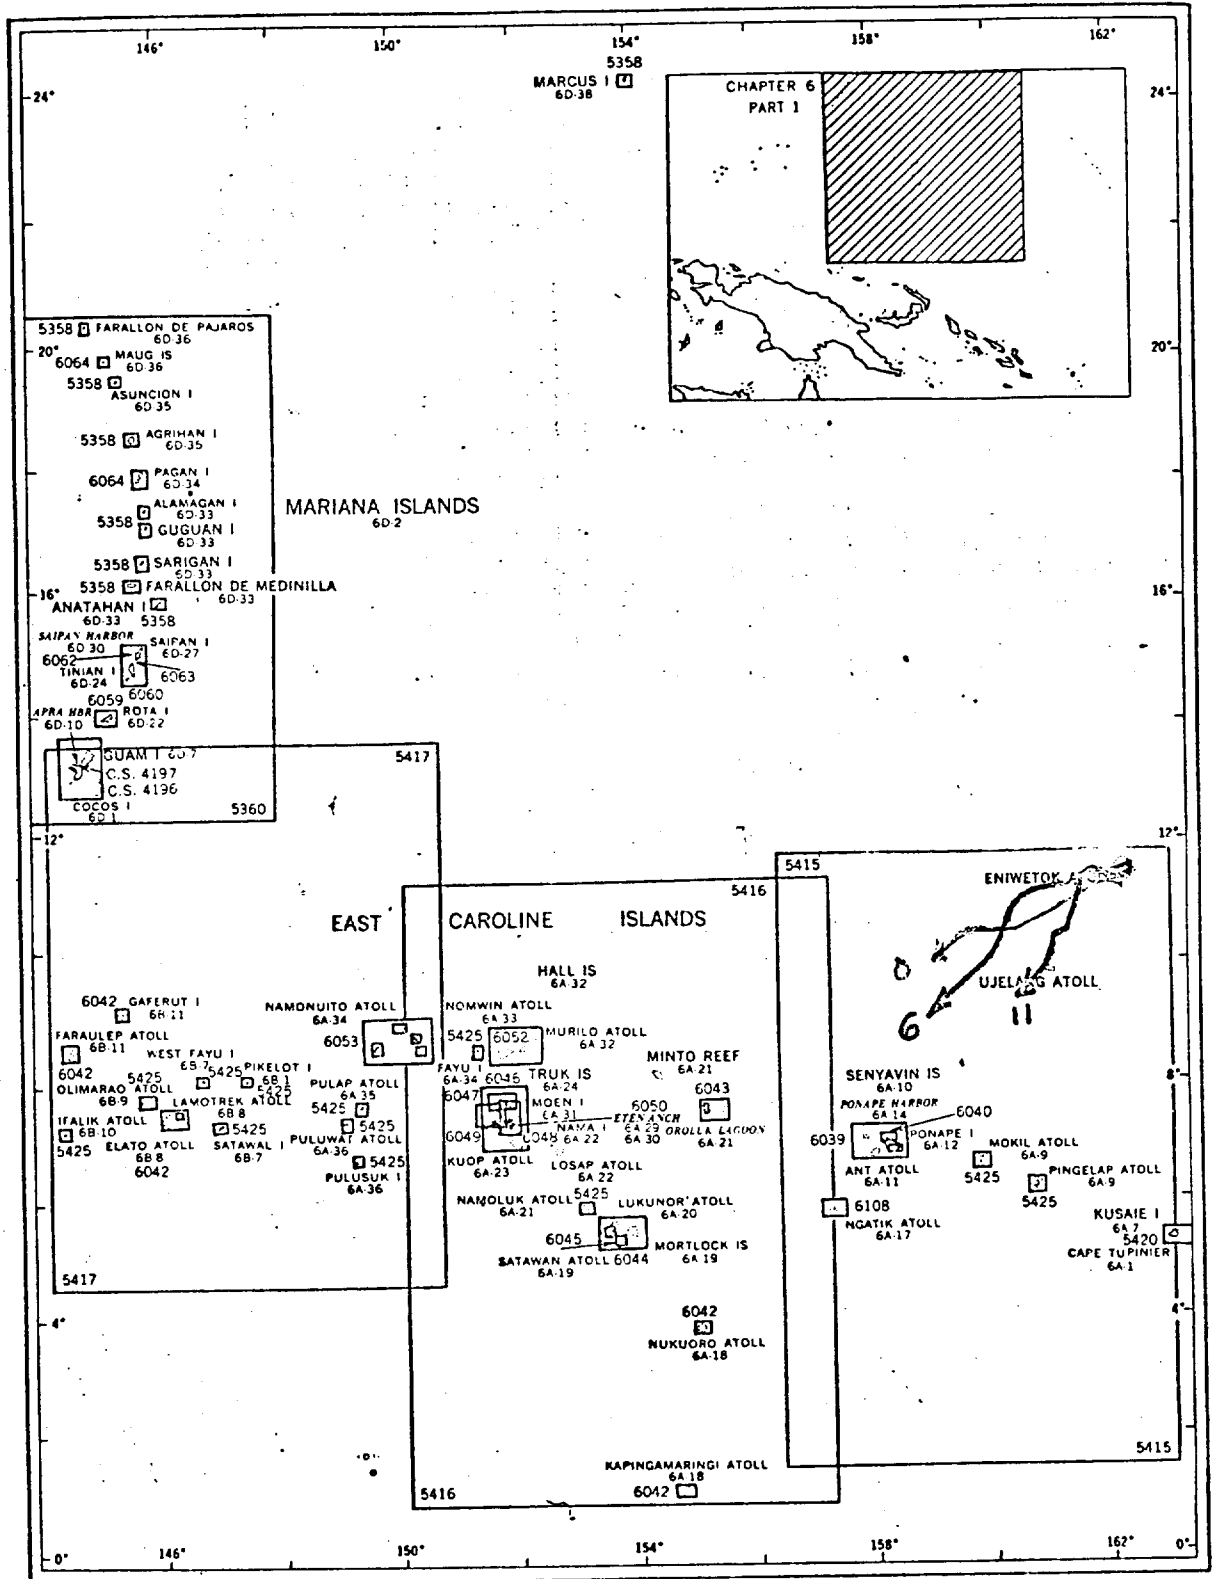 146°
150°
154°
158°
162°
5358
MARCUS I
6D-38
24°
24°
CHAPTER 6
PART 1
5358 FARALLON DE PAJAROS
6D-36
20°
20°
6064 MAUG IS
6D-36
5358
ASUNCION I
6D-35
5358 AGRIHAN I
6D-35
6064 PAGAN I
6D-34
ALAMAGAN I
6D-33
5358
GUGUAN I
6D-33
MARIANA ISLANDS
6D-2
5358 SARIGAN I
6D-33
5358 FARALLON DE MEDINILLA
6D-33
16°
16°
ANATAHAN I
6D-33 5358
SAIPAN HARBOR
6D-30
SAIPAN I
6D-27
6062
TINIAN I
6D-24
6063
6059 6060
APRA HBR
6D-10
ROTA I
6D-22
GUAM I 6D-7
C.S. 4197
C.S. 4196
COCOS I
6D-1
5360
5417
12°
12°
5415
5416
ENIWETOK
EAST CAROLINE ISLANDS
HALL IS
6A-32
UJELANG ATOLL
6
11
6042 GAFERUT I
6B-11
NAMONUITO ATOLL
6A-34
6053
NOMWIN ATOLL
6A-33
6052
MURILO ATOLL
6A-32
5425
FAYU I
6A-34
FARAULEP ATOLL
6B-11
6042
WEST FAYU I
6B-7
5425
5425
PIKELOT I
6B-1
5425
OLIMARAO ATOLL
6B-9
LAMOTREK ATOLL
6B-8
PULAP ATOLL
6A-35
5425
IFALIK ATOLL
6B-10
5425
ELATO ATOLL
6B-8
6042
5425
SATAWAL I
6B-7
5425
PULUWAT ATOLL
6A-36
5425
PULUSUK I
6A-36
6046
TRUK IS
6A-24
6047
MOEN I
6A-31
ETEN ANCH
6A-29
6A-30
NAMA I
6A-22
6049
6048
KUOP ATOLL
6A-23
MINTO REEF
6A-21
6050
6043
OROLLA LAGOON
6A-21
LOSAP ATOLL
6A-22
NAMOLUK ATOLL
6A-21
5425
LUKUNOR ATOLL
6A-20
6045
SATAWAN ATOLL
6A-19
6044
MORTLOCK IS
6A-19
8°
SENYAVIN IS
6A-10
PONAPE HARBOR
6A-14
6040
6039
PONAPE I
6A-12
ANT ATOLL
6A-11
MOKIL ATOLL
6A-9
5425
PINGELAP ATOLL
6A-9
5425
6108
NGATIK ATOLL
6A-17
KUSAIE I
6A-7
5420
CAPE TUPINIER
6A-1
5417
4°
4°
6042
NUKUORO ATOLL
6A-18
5415
KAPINGAMARINGI ATOLL
6A-18
6042
5416
0°
146°
150°
154°
158°
162°
0°